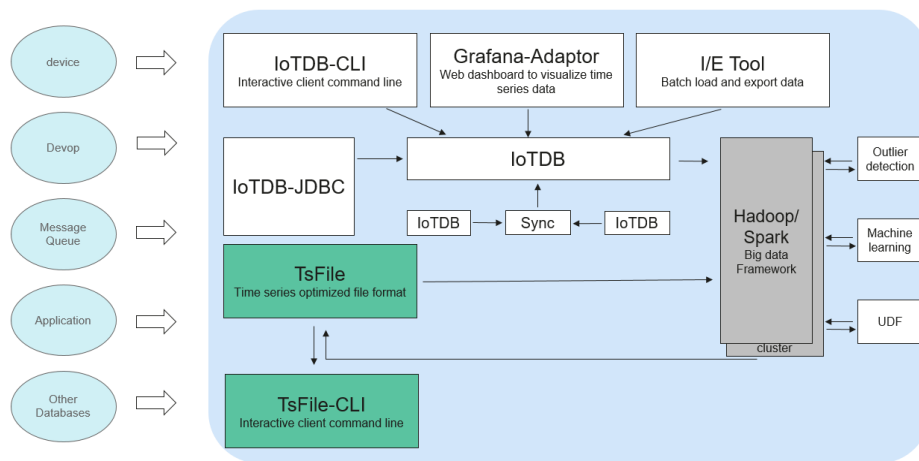 device
Devop
Message
Queue
Application
Other
Databases
IoTDB-CLI
Interactive client command line
Grafana-Adaptor
Web dashboard to visualize time
series data
I/E Tool
Batch load and export data
IoTDB-JDBC
IoTDB
IoTDB
Sync
IoTDB
TsFile
Time series optimized file format
TsFile-CLI
Interactive client command line
Hadoop/
Spark
Big data
Framework
cluster
Outlier
detection
Machine
learning
UDF